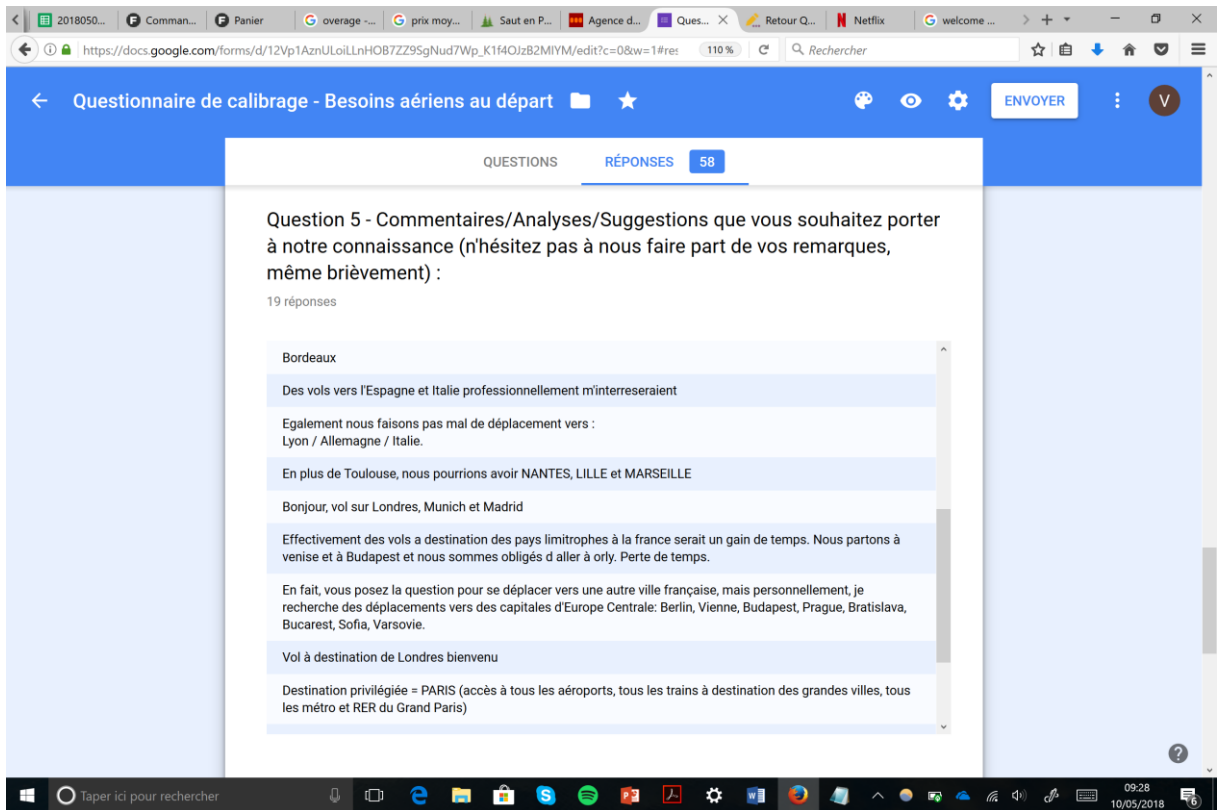 2018050...
Comman...
Panier
overage -...
prix moy...
Saut en P...
Agence d...
Ques...
Retour Q...
Netflix
welcome ...
https://docs.google.com/forms/d/12Vp1AznULoiLLnHOB7ZZ9SgNud7Wp_K1f4OJzB2MIYM/edit?c=0&w=1#res
110 %
Rechercher
Questionnaire de calibrage - Besoins aériens au départ
ENVOYER
V
QUESTIONS
RÉPONSES 58
Question 5 - Commentaires/Analyses/Suggestions que vous souhaitez porter
à notre connaissance (n'hésitez pas à nous faire part de vos remarques,
même brièvement) :
19 réponses
Bordeaux
Des vols vers l'Espagne et Italie professionnellement m'interreseraient
Egalement nous faisons pas mal de déplacement vers :
Lyon / Allemagne / Italie.
En plus de Toulouse, nous pourrions avoir NANTES, LILLE et MARSEILLE
Bonjour, vol sur Londres, Munich et Madrid
Effectivement des vols a destination des pays limitrophes à la france serait un gain de temps. Nous partons à
venise et à Budapest et nous sommes obligés d aller à orly. Perte de temps.
En fait, vous posez la question pour se déplacer vers une autre ville française, mais personnellement, je
recherche des déplacements vers des capitales d'Europe Centrale: Berlin, Vienne, Budapest, Prague, Bratislava,
Bucarest, Sofia, Varsovie.
Vol à destination de Londres bienvenu
Destination privilégiée = PARIS (accès à tous les aéroports, tous les trains à destination des grandes villes, tous
les métro et RER du Grand Paris)
Taper ici pour rechercher
09:28
10/05/2018
6